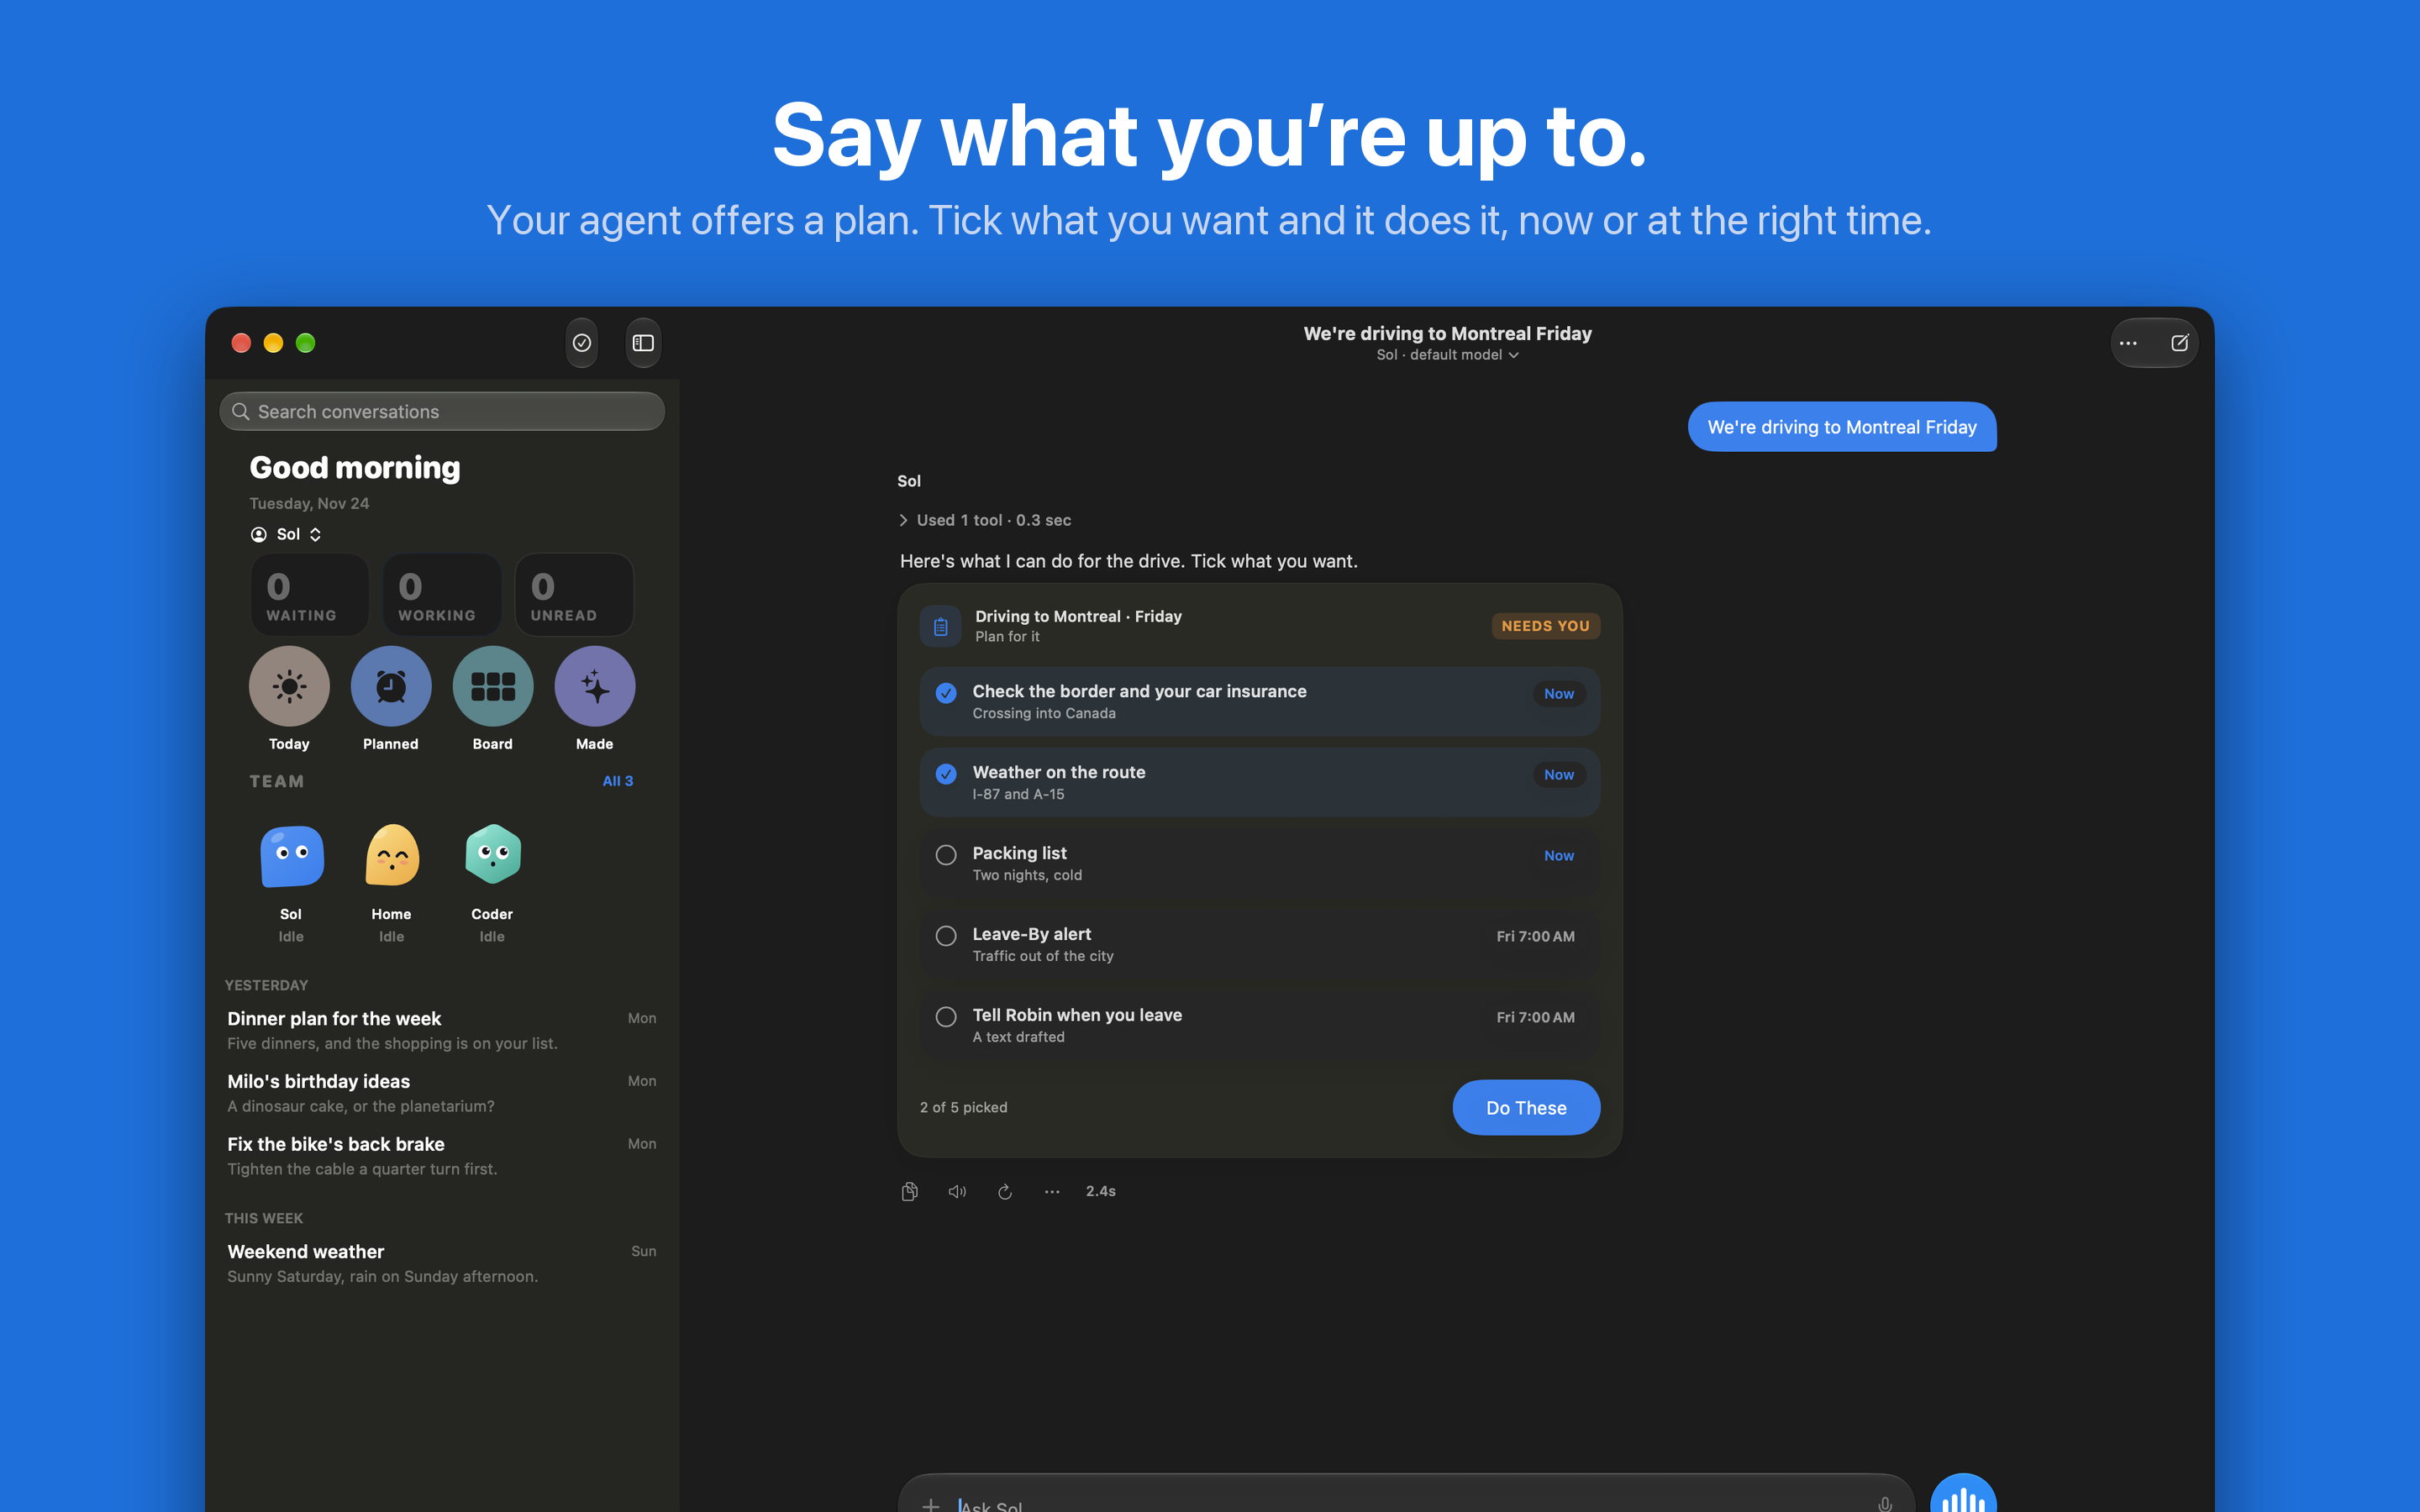 Say what you're up to.
Your agent offers a plan. Tick what you want and it does it, now or at the right time.
We're driving to Montreal Friday
Sol · default model
Search conversations
Good morning
Tuesday, Nov 24
Sol
0
WAITING
0
WORKING
0
UNREAD
Today
Planned
Board
Made
TEAM
All 3
Sol
Idle
Home
Idle
Coder
Idle
YESTERDAY
Dinner plan for the week
Mon
Five dinners, and the shopping is on your list.
Milo's birthday ideas
Mon
A dinosaur cake, or the planetarium?
Fix the bike's back brake
Mon
Tighten the cable a quarter turn first.
THIS WEEK
Weekend weather
Sun
Sunny Saturday, rain on Sunday afternoon.
We're driving to Montreal Friday
Sol
Used 1 tool · 0.3 sec
Here's what I can do for the drive. Tick what you want.
Driving to Montreal · Friday
Plan for it
NEEDS YOU
Check the border and your car insurance
Crossing into Canada
Now
Weather on the route
I-87 and A-15
Now
Packing list
Two nights, cold
Now
Leave-By alert
Traffic out of the city
Fri 7:00 AM
Tell Robin when you leave
A text drafted
Fri 7:00 AM
2 of 5 picked
Do These
2.4s
Ask Sol